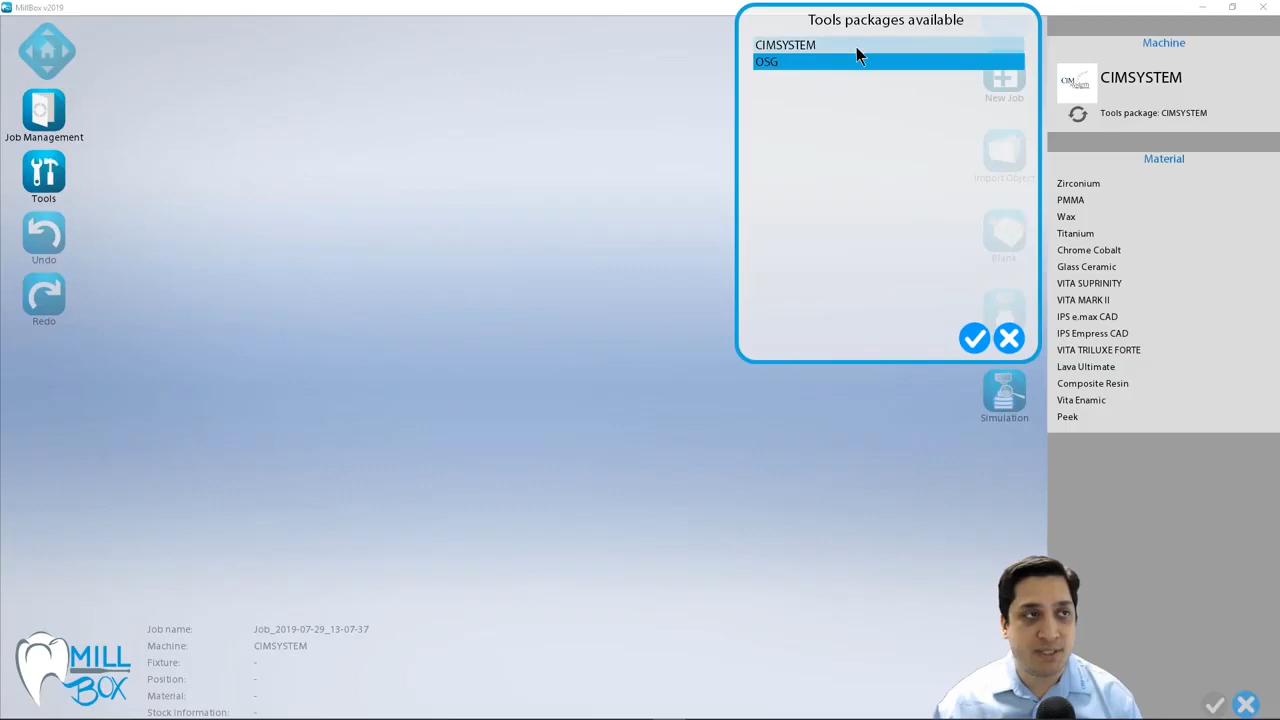 MillBox v2019
Tools packages available
CIMSYSTEM
OSG
Job Management
Tools
Undo
Redo
New Job
Import Object
Blank
Simulation
Machine
CIM
system
CIMSYSTEM
Tools package: CIMSYSTEM
Material
Zirconium
PMMA
Wax
Titanium
Chrome Cobalt
Glass Ceramic
VITA SUPRINITY
VITA MARK II
IPS e.max CAD
IPS Empress CAD
VITA TRILUXE FORTE
Lava Ultimate
Composite Resin
Vita Enamic
Peek
MILL
BOX
Job name: Job_2019-07-29_13-07-37
Machine: CIMSYSTEM
Fixture: -
Position: -
Material: -
Stock Information: -